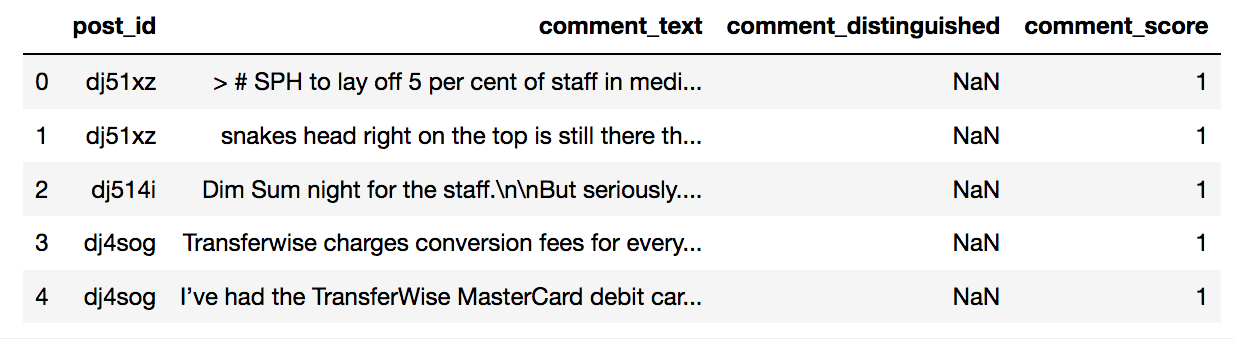 post_id comment_text comment_distinguished comment_score
0 dj51xz > # SPH to lay off 5 per cent of staff in medi... NaN 1
1 dj51xz snakes head right on the top is still there th... NaN 1
2 dj514i Dim Sum night for the staff.\n\nBut seriously.... NaN 1
3 dj4sog Transferwise charges conversion fees for every... NaN 1
4 dj4sog I’ve had the TransferWise MasterCard debit car... NaN 1